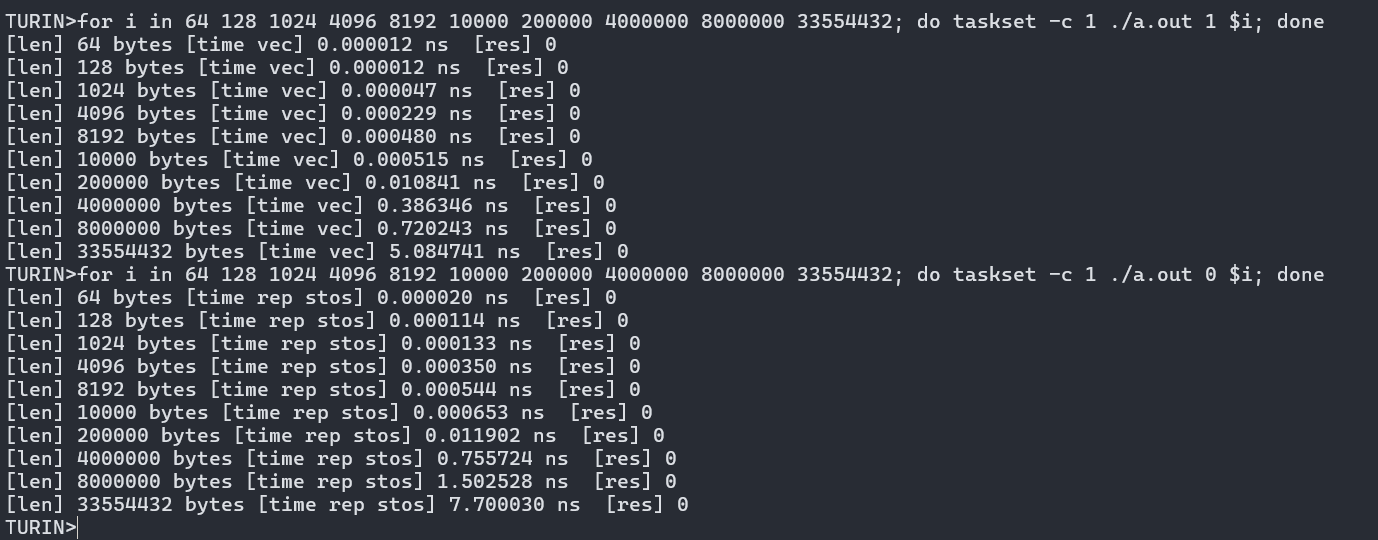 TURIN>for i in 64 128 1024 4096 8192 10000 200000 4000000 8000000 33554432; do taskset -c 1 ./a.out 1 $i; done
[len] 64 bytes [time vec] 0.000012 ns  [res] 0
[len] 128 bytes [time vec] 0.000012 ns  [res] 0
[len] 1024 bytes [time vec] 0.000047 ns  [res] 0
[len] 4096 bytes [time vec] 0.000229 ns  [res] 0
[len] 8192 bytes [time vec] 0.000480 ns  [res] 0
[len] 10000 bytes [time vec] 0.000515 ns  [res] 0
[len] 200000 bytes [time vec] 0.010841 ns  [res] 0
[len] 4000000 bytes [time vec] 0.386346 ns  [res] 0
[len] 8000000 bytes [time vec] 0.720243 ns  [res] 0
[len] 33554432 bytes [time vec] 5.084741 ns  [res] 0
TURIN>for i in 64 128 1024 4096 8192 10000 200000 4000000 8000000 33554432; do taskset -c 1 ./a.out 0 $i; done
[len] 64 bytes [time rep stos] 0.000020 ns  [res] 0
[len] 128 bytes [time rep stos] 0.000114 ns  [res] 0
[len] 1024 bytes [time rep stos] 0.000133 ns  [res] 0
[len] 4096 bytes [time rep stos] 0.000350 ns  [res] 0
[len] 8192 bytes [time rep stos] 0.000544 ns  [res] 0
[len] 10000 bytes [time rep stos] 0.000653 ns  [res] 0
[len] 200000 bytes [time rep stos] 0.011902 ns  [res] 0
[len] 4000000 bytes [time rep stos] 0.755724 ns  [res] 0
[len] 8000000 bytes [time rep stos] 1.502528 ns  [res] 0
[len] 33554432 bytes [time rep stos] 7.700030 ns  [res] 0
TURIN>